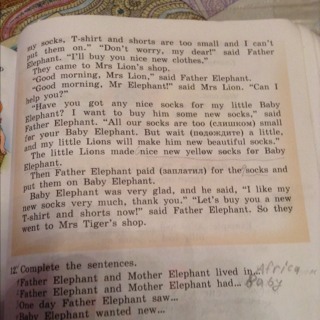 my socks, T-shirt and shorts are too small and I can't
put them on." "Don't worry, my dear!" said Father
Elephant. "I'll buy you nice new clothes."
They came to Mrs Lion's shop.
"Good morning, Mrs Lion," said Father Elephant.
"Good morning, Mr Elephant!" said Mrs Lion. "Can I
help you?"
"Have you got any nice socks for my little Baby
Elephant? I want to buy him some new socks," said
Father Elephant. "All our socks are too (слишком) small
for your Baby Elephant. But wait (подождите) a little,
and my little Lions will make him new beautiful socks."
The little Lions made nice new yellow socks for Baby
Elephant.
Then Father Elephant paid (заплатил) for the socks and
put them on Baby Elephant.
Baby Elephant was very glad, and he said, "I like my
new socks very much, thank you." "Let's buy you a new
T-shirt and shorts now!" said Father Elephant. So they
went to Mrs Tiger's shop.
12 Complete the sentences.
Father Elephant and Mother Elephant lived in... Africa
Father Elephant and Mother Elephant had... Baby
One day Father Elephant saw...
Baby Elephant wanted new...